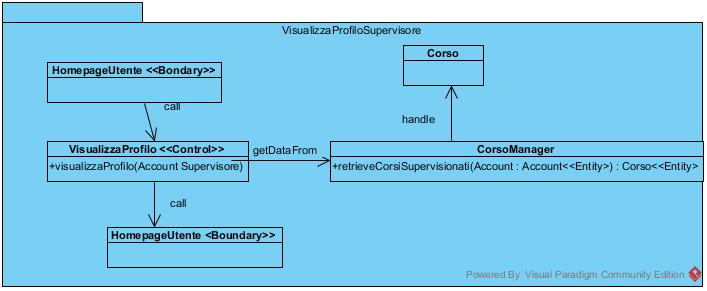 VisualizzaProfiloSupervisore
Corso
HomepageUtente <<Bondary>>
call
handle
VisualizzaProfilo <<Control>>
+visualizzaProfilo(Account Supervisore)
getDataFrom
CorsoManager
+retrieveCorsiSupervisionati(Account : Account<<Entity>) : Corso<<Entity>
call
HomepageUtente <Boundary>>
Powered By Visual Paradigm Community Edition